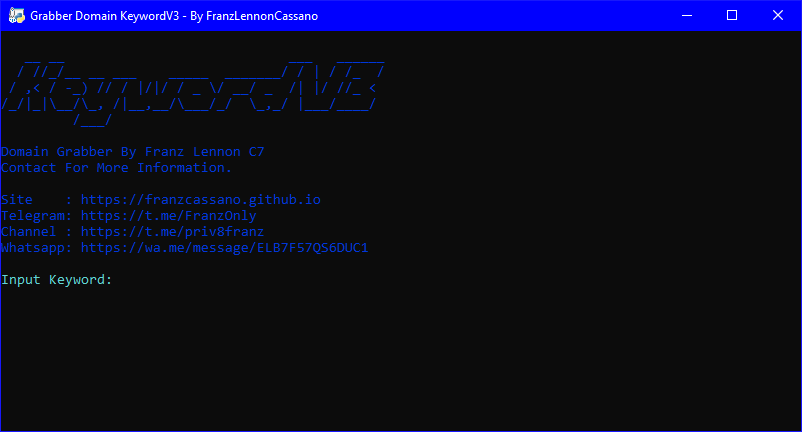 Grabber Domain KeywordV3 - By FranzLennonCassano
KeywordV3
Domain Grabber By Franz Lennon C7
Contact For More Information.
Site    : https://franzcassano.github.io
Telegram: https://t.me/FranzOnly
Channel : https://t.me/priv8franz
Whatsapp: https://wa.me/message/ELB7F57QS6DUC1
Input Keyword: